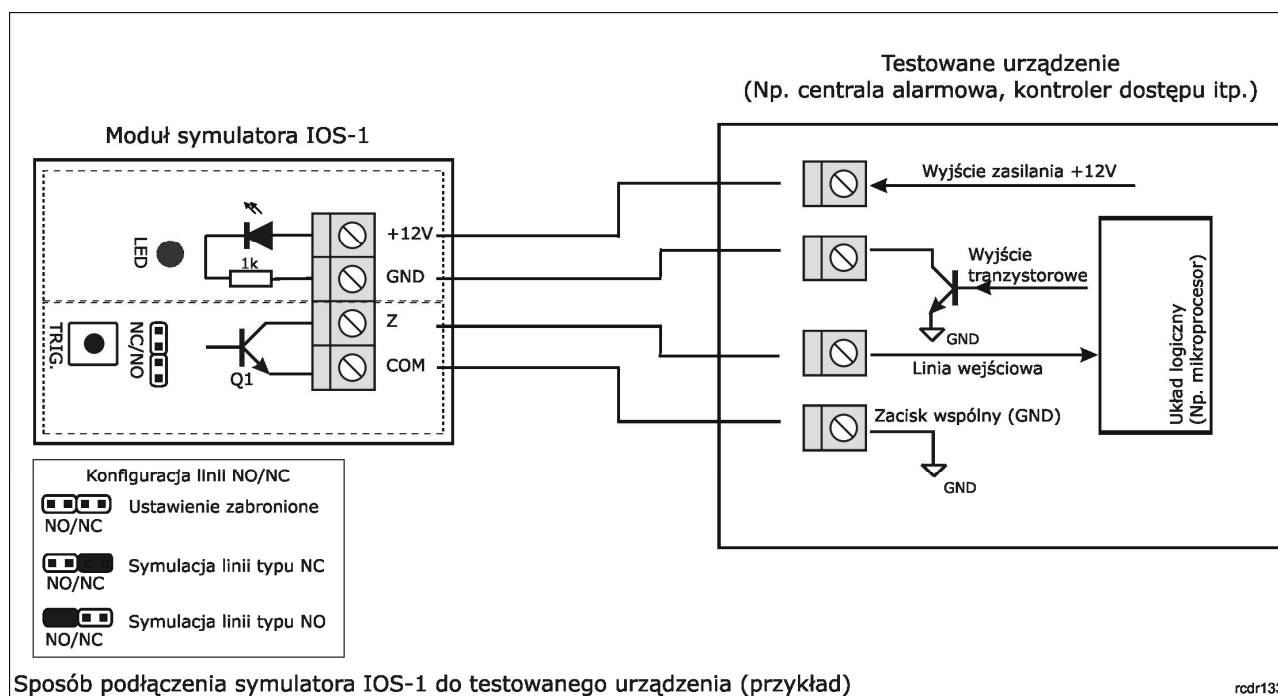 Testowane urządzenie
(Np. centrala alarmowa, kontroler dostępu itp.)
Moduł symulatora IOS-1
LED
1k
+12V
GND
TRIG.
NC/NO
Q1
Z
COM
Wyjście zasilania +12V
Wyjście
tranzystorowe
GND
Linia wejściowa
Zacisk wspólny (GND)
GND
Układ logiczny
(Np. mikroprocesor)
Konfiguracja linii NO/NC
Ustawienie zabronione
NO/NC
Symulacja linii typu NC
NO/NC
Symulacja linii typu NO
NO/NC
Sposób podłączenia symulatora IOS-1 do testowanego urządzenia (przykład)